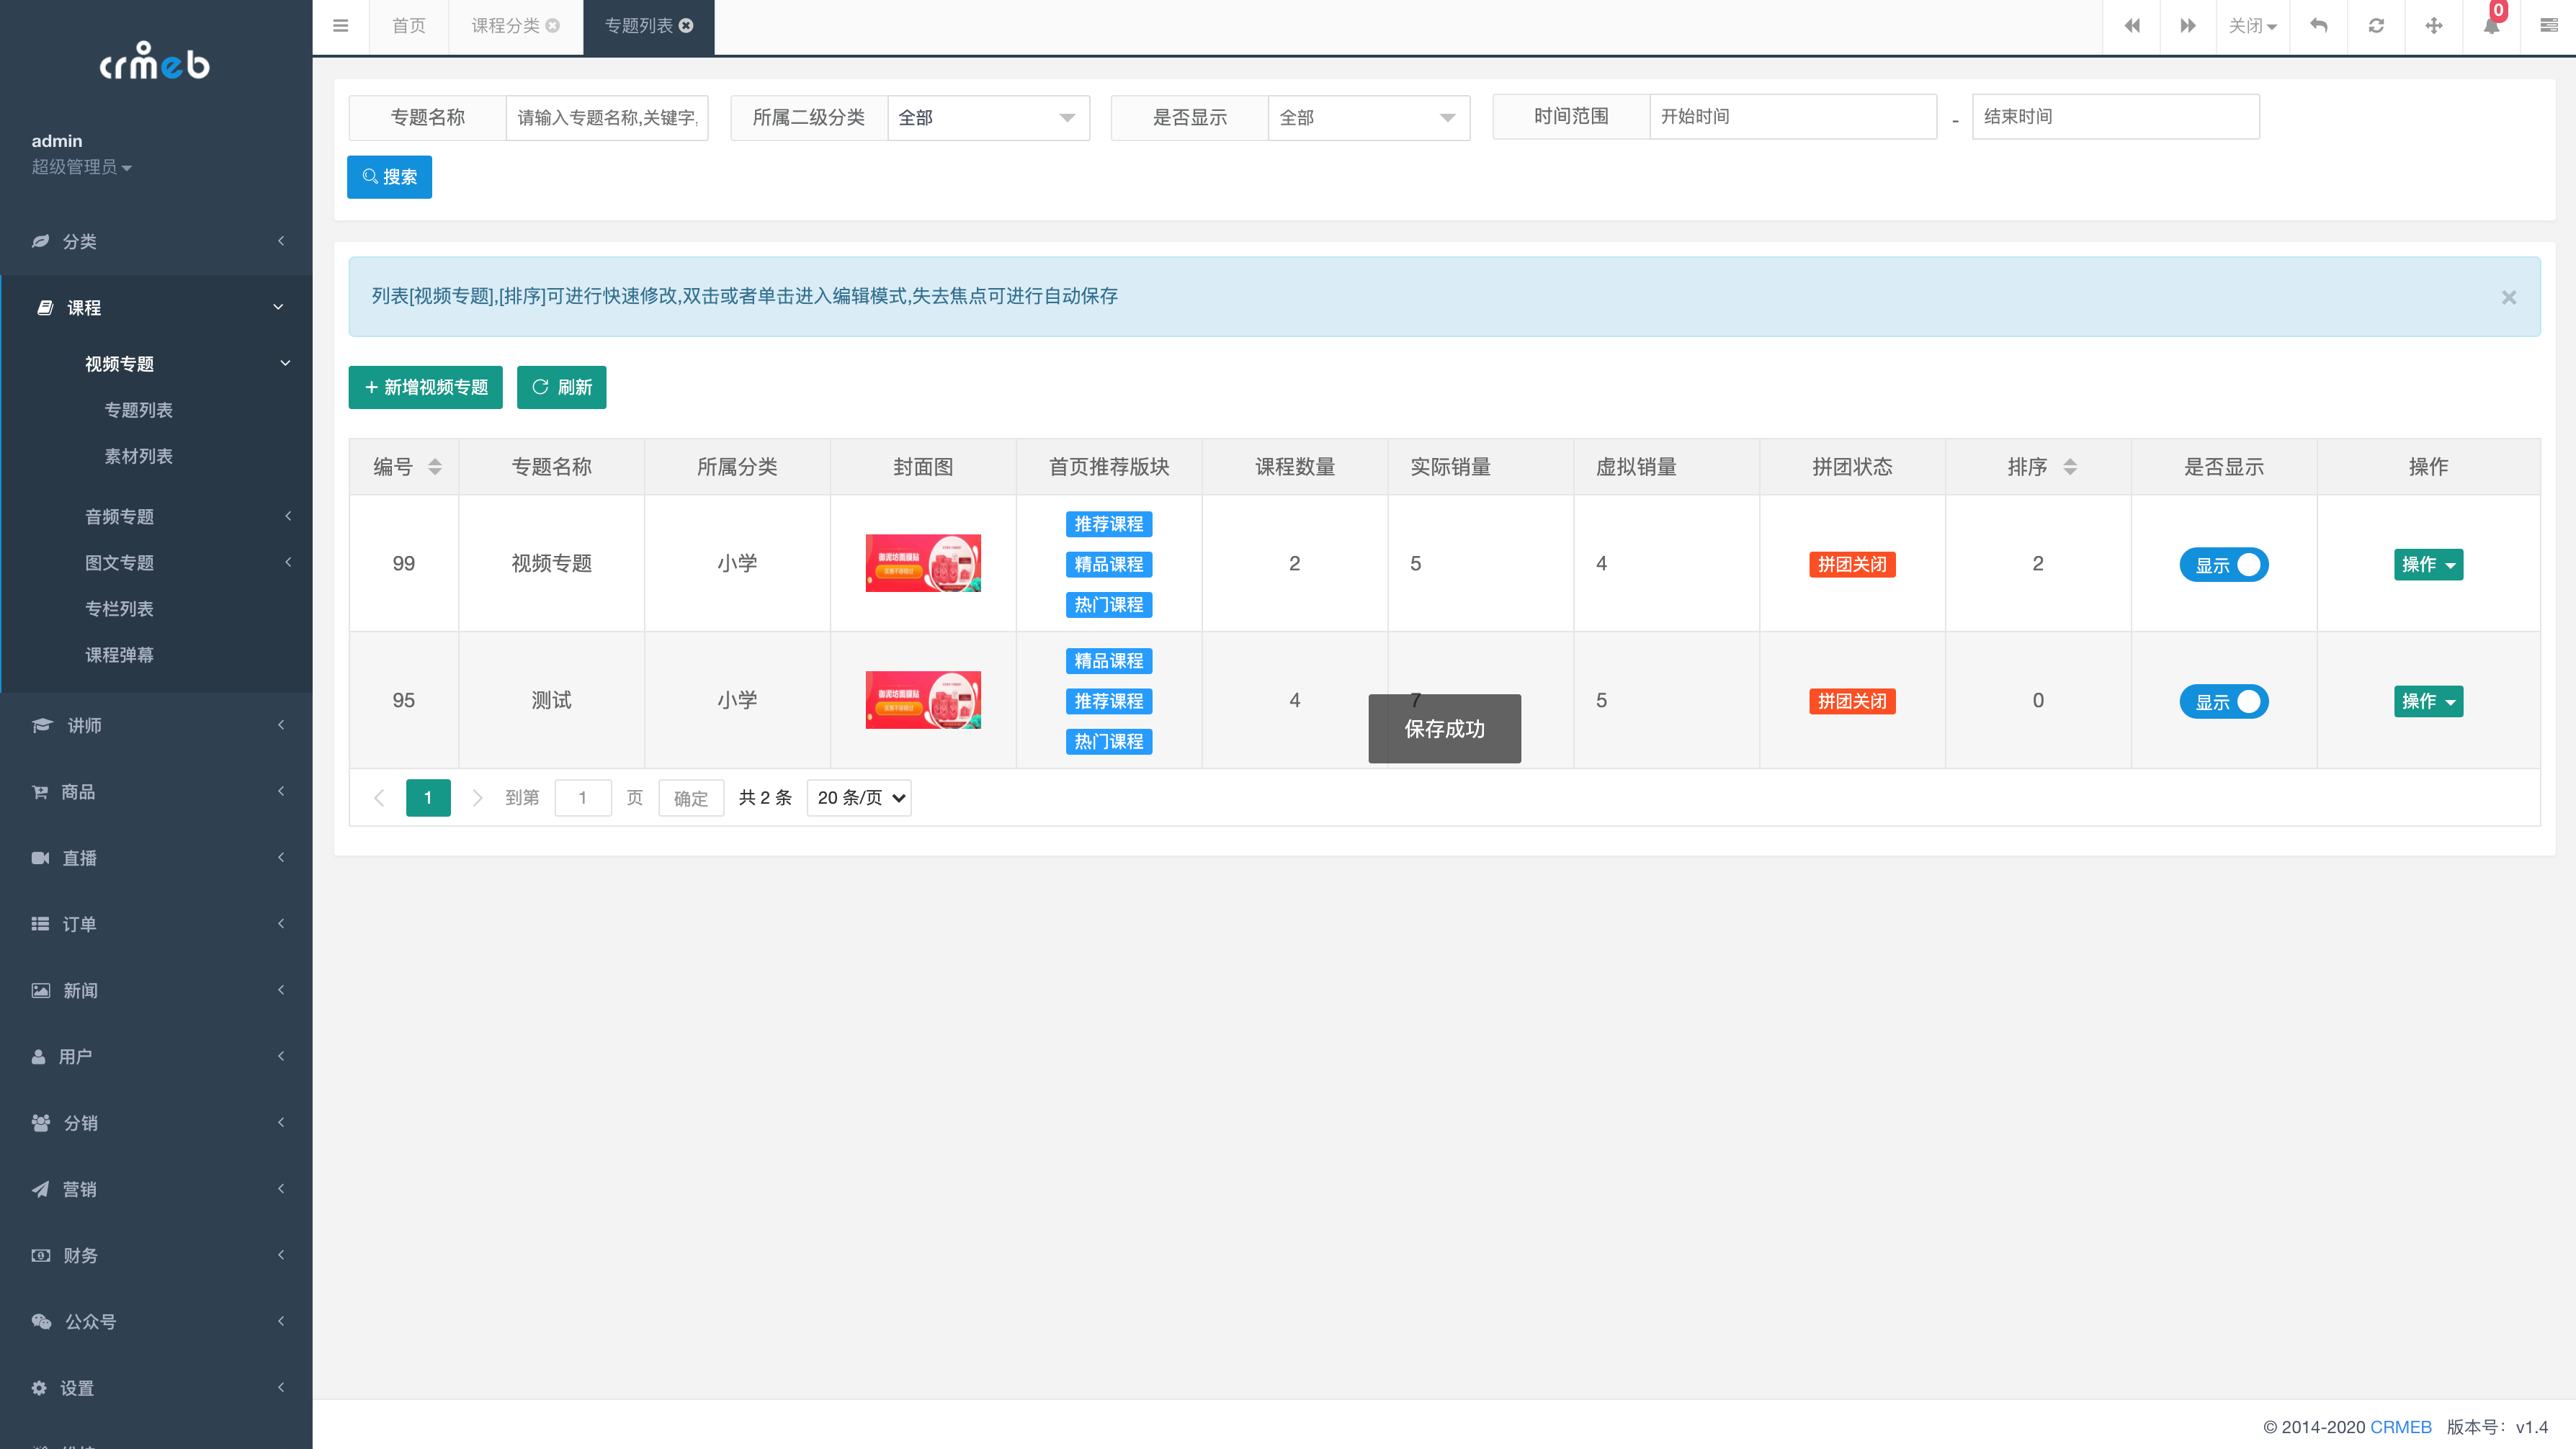 crmeb
admin
超级管理员
分类
课程
视频专题
专题列表
素材列表
音频专题
图文专题
专栏列表
课程弹幕
讲师
商品
直播
订单
新闻
用户
分销
营销
财务
公众号
设置
首页
课程分类
专题列表
关闭
0
专题名称
请输入专题名称,关键字,
所属二级分类
全部
是否显示
全部
时间范围
开始时间
-
结束时间
搜索
列表[视频专题],[排序]可进行快速修改,双击或者单击进入编辑模式,失去焦点可进行自动保存
新增视频专题
刷新
编号 专题名称 所属分类 封面图 首页推荐版块 课程数量 实际销量 虚拟销量 拼团状态 排序 是否显示 操作
99 视频专题 小学
御泥坊面膜贴
推荐课程
精品课程
热门课程
2 5 4 拼团关闭 2 显示 操作
95 测试 小学
御泥坊面膜贴
精品课程
推荐课程
热门课程
4 7 5 拼团关闭 0 显示 操作
保存成功
1 到第 1 页 确定 共 2 条 20 条/页
© 2014-2020 CRMEB 版本号：v1.4